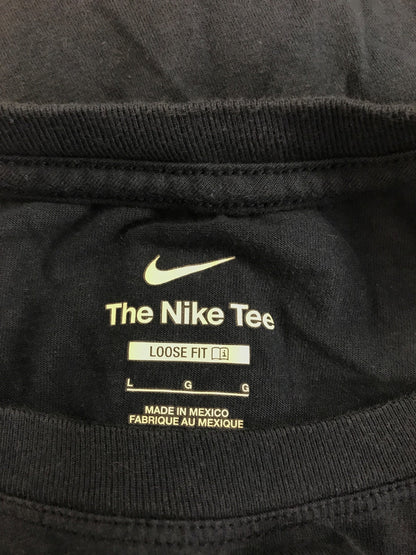 The Nike Tee
LOOSE FIT
L G G
MADE IN MEXICO
FABRIQUE AU MEXIQUE